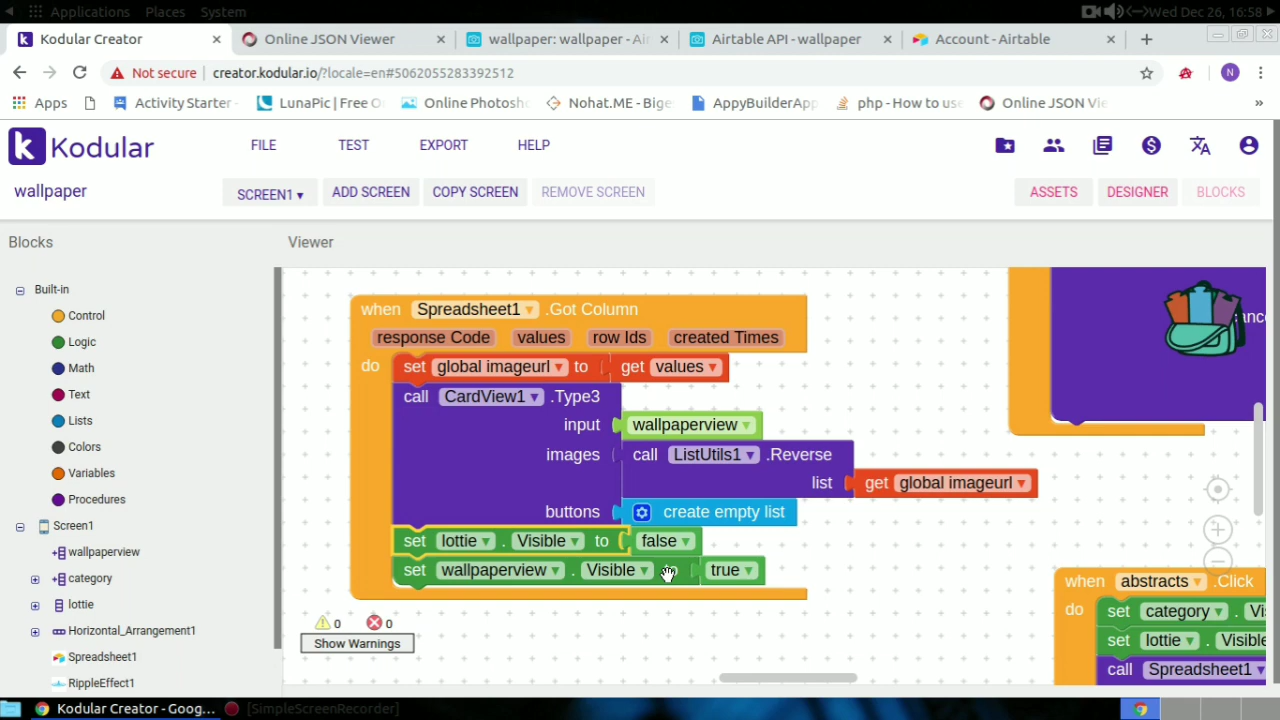 Applications Places System Wed Dec 26, 16:58
Kodular Creator Online JSON Viewer wallpaper: wallpaper - Air Airtable API - wallpaper Account - Airtable
Not secure creator.kodular.io/?locale=en#5062055283392512 N
Apps Activity Starter - LunaPic | Free O Online Photosh Nohat.ME - Bige AppyBuilderApp php - How to use Online JSON Vie »
Kodular FILE TEST EXPORT HELP
wallpaper SCREEN1 ADD SCREEN COPY SCREEN REMOVE SCREEN ASSETS DESIGNER BLOCKS
Blocks Viewer
Built-in
Control
Logic
Math
Text
Lists
Colors
Variables
Procedures
Screen1
wallpaperview
category
lottie
Horizontal_Arrangement1
Spreadsheet1
RippleEffect1
when Spreadsheet1 .Got Column
response Code values row Ids created Times
do set global imageurl to get values
call CardView1 .Type3
input wallpaperview
images call ListUtils1 .Reverse
list get global imageurl
buttons create empty list
set lottie . Visible to false
set wallpaperview . Visible true
0 0
Show Warnings
when abstracts .Click
do set category . Vis
set lottie . Visible
call Spreadsheet1
Kodular Creator - Goog... [SimpleScreenRecorder]